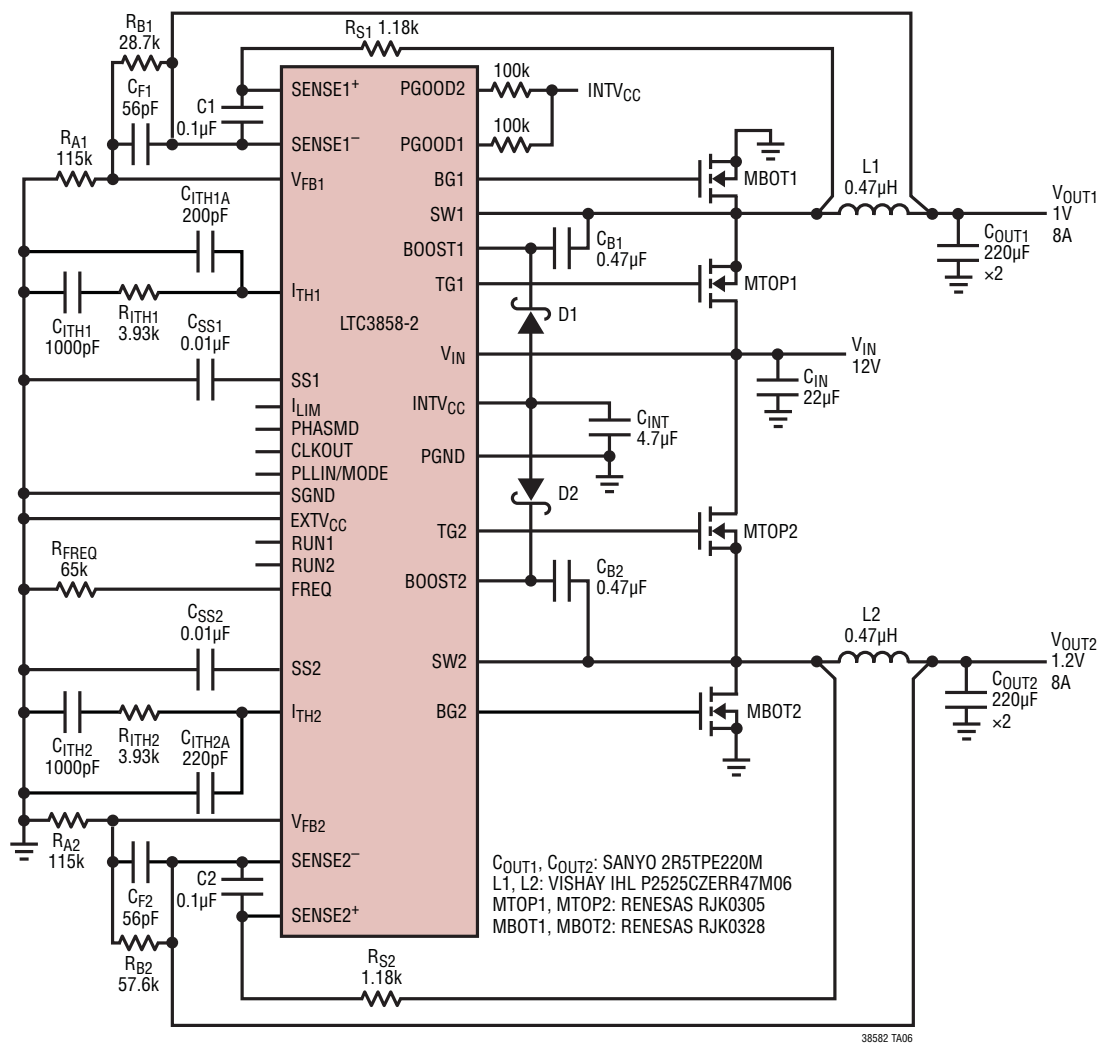 RB1
28.7k
CF1
56pF
RA1
115k
C1
0.1µF
RS1 1.18k
CITH1A
200pF
CITH1
1000pF
RITH1
3.93k
CSS1
0.01µF
RFREQ
65k
CSS2
0.01µF
CITH2
1000pF
RITH2
3.93k
CITH2A
220pF
RA2
115k
CF2
56pF
RB2
57.6k
C2
0.1µF
RS2
1.18k
SENSE1+
SENSE1–
VFB1
ITH1
LTC3858-2
SS1
ILIM
PHASMD
CLKOUT
PLLIN/MODE
SGND
EXTVCC
RUN1
RUN2
FREQ
SS2
ITH2
VFB2
SENSE2–
SENSE2+
PGOOD2
PGOOD1
BG1
SW1
BOOST1
TG1
VIN
INTVCC
PGND
TG2
BOOST2
SW2
BG2
100k
100k
INTVCC
MBOT1
CB1
0.47µF
MTOP1
D1
L1
0.47µH
VOUT1
1V
8A
COUT1
220µF
×2
VIN
12V
CIN
22µF
CINT
4.7µF
D2
MTOP2
CB2
0.47µF
L2
0.47µH
VOUT2
1.2V
8A
COUT2
220µF
×2
MBOT2
COUT1, COUT2: SANYO 2R5TPE220M
L1, L2: VISHAY IHL P2525CZERR47M06
MTOP1, MTOP2: RENESAS RJK0305
MBOT1, MBOT2: RENESAS RJK0328
38582 TA06